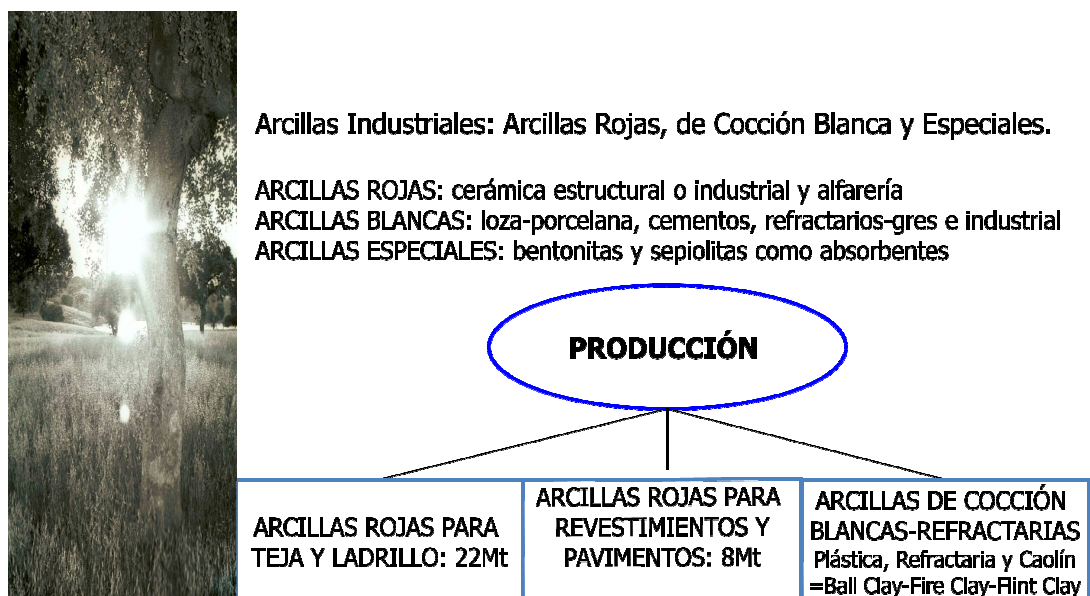 Arcillas Industriales: Arcillas Rojas, de Cocción Blanca y Especiales.
ARCILLAS ROJAS: cerámica estructural o industrial y alfarería
ARCILLAS BLANCAS: loza-porcelana, cementos, refractarios-gres e industrial
ARCILLAS ESPECIALES: bentonitas y sepiolitas como absorbentes
PRODUCCIÓN
ARCILLAS ROJAS PARA
TEJA Y LADRILLO: 22Mt
ARCILLAS ROJAS PARA
REVESTIMIENTOS Y
PAVIMENTOS: 8Mt
ARCILLAS DE COCCIÓN
BLANCAS-REFRACTARIAS
Plástica, Refractaria y Caolín
=Ball Clay-Fire Clay-Flint Clay